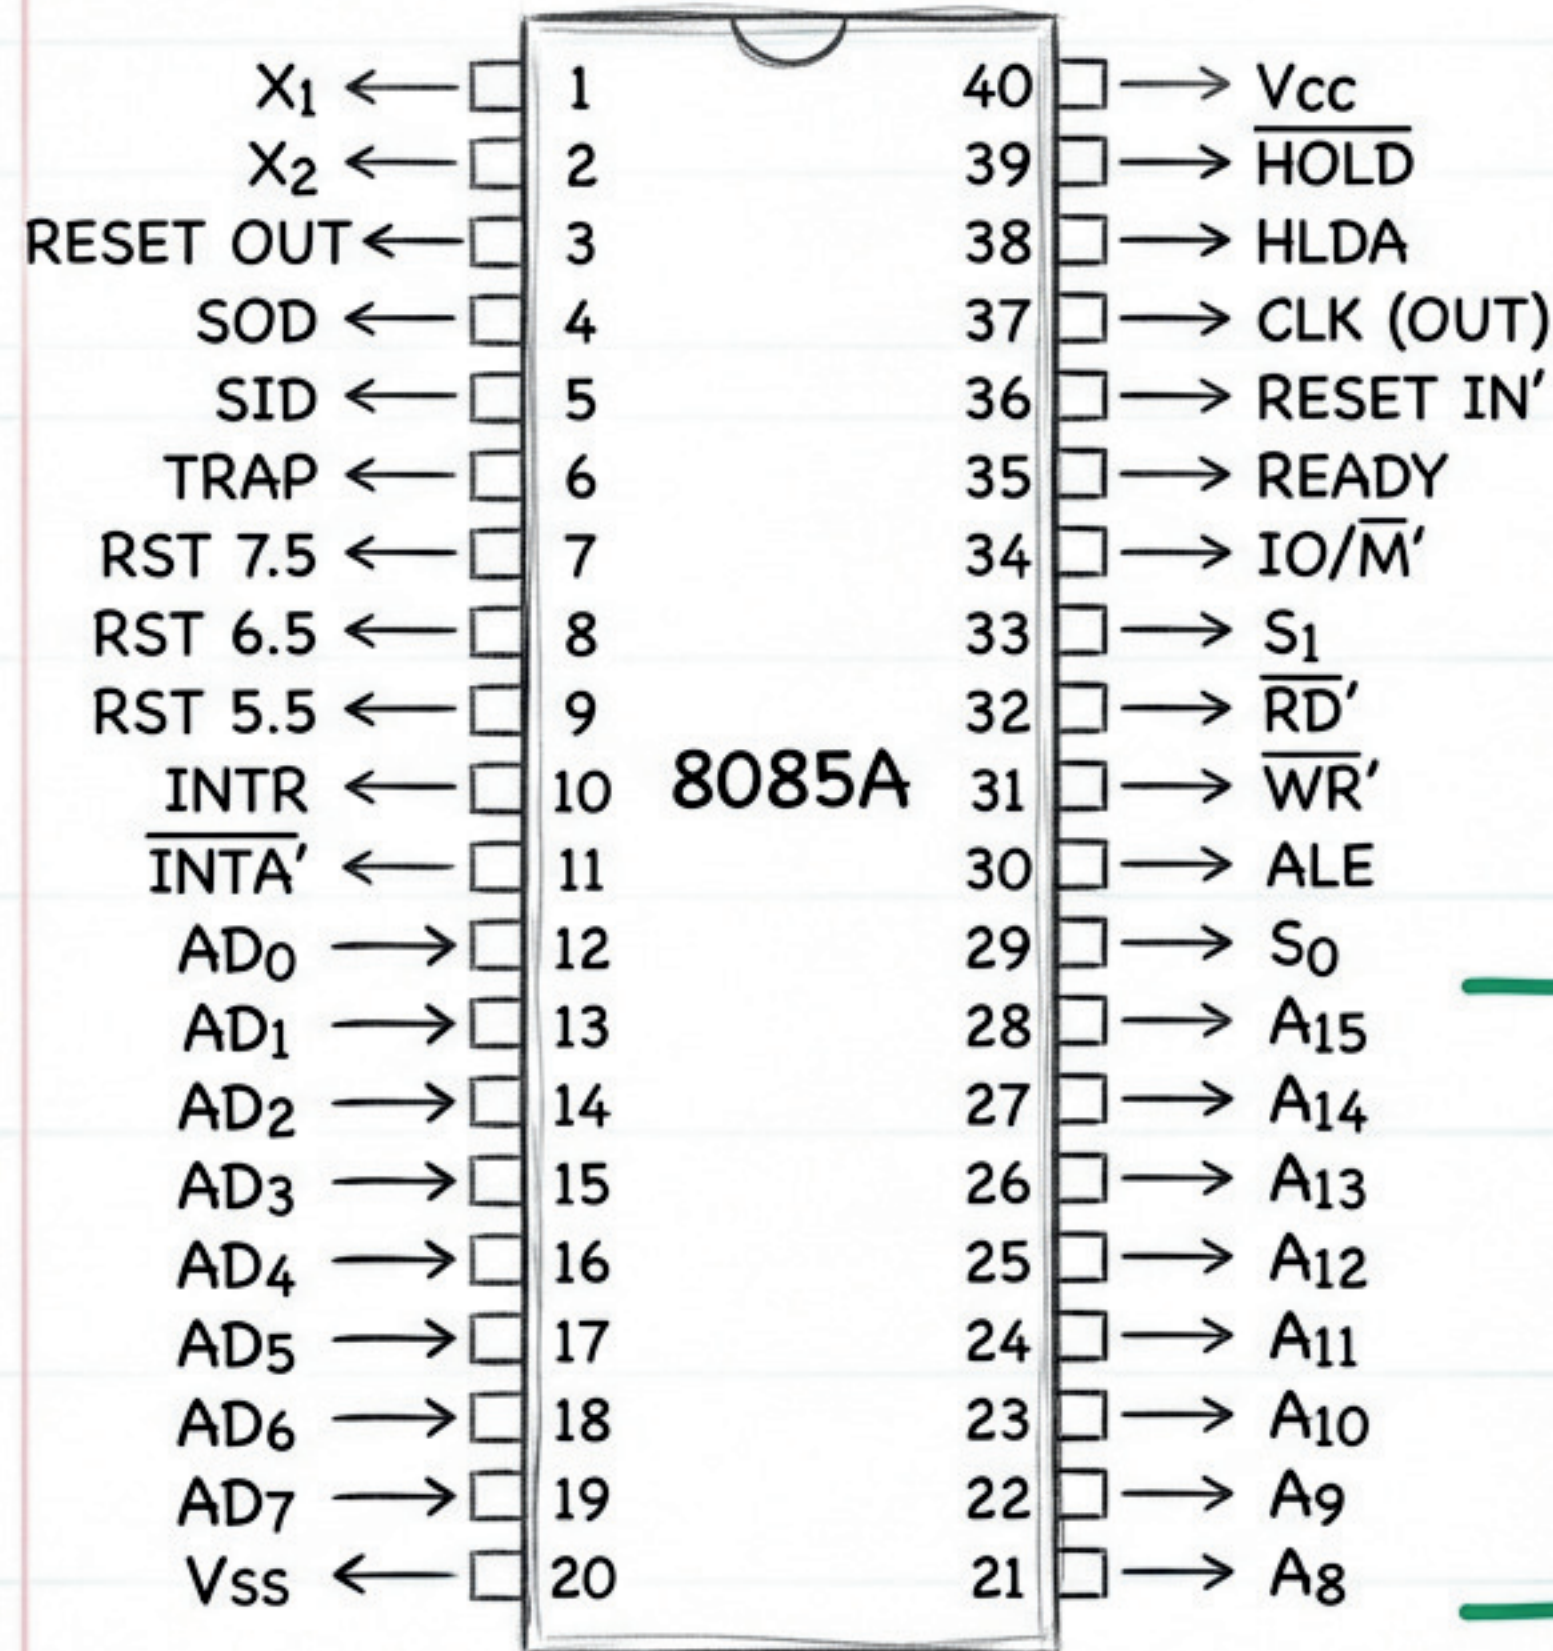 X₁ 1 40 Vcc
X₂ 2 39 H̅O̅L̅D̅
RESET OUT 3 38 HLDA
SOD 4 37 CLK (OUT)
SID 5 36 RESET IN'
TRAP 6 35 READY
RST 7.5 7 34 IO/M̅'
RST 6.5 8 33 S₁
RST 5.5 9 32 R̅D̅'
INTR 10 8085A 31 W̅R̅'
I̅N̅T̅A̅' 11 30 ALE
AD₀ 12 29 S₀
AD₁ 13 28 A₁₅
AD₂ 14 27 A₁₄
AD₃ 15 26 A₁₃
AD₄ 16 25 A₁₂
AD₅ 17 24 A₁₁
AD₆ 18 23 A₁₀
AD₇ 19 22 A₉
Vss 20 21 A₈